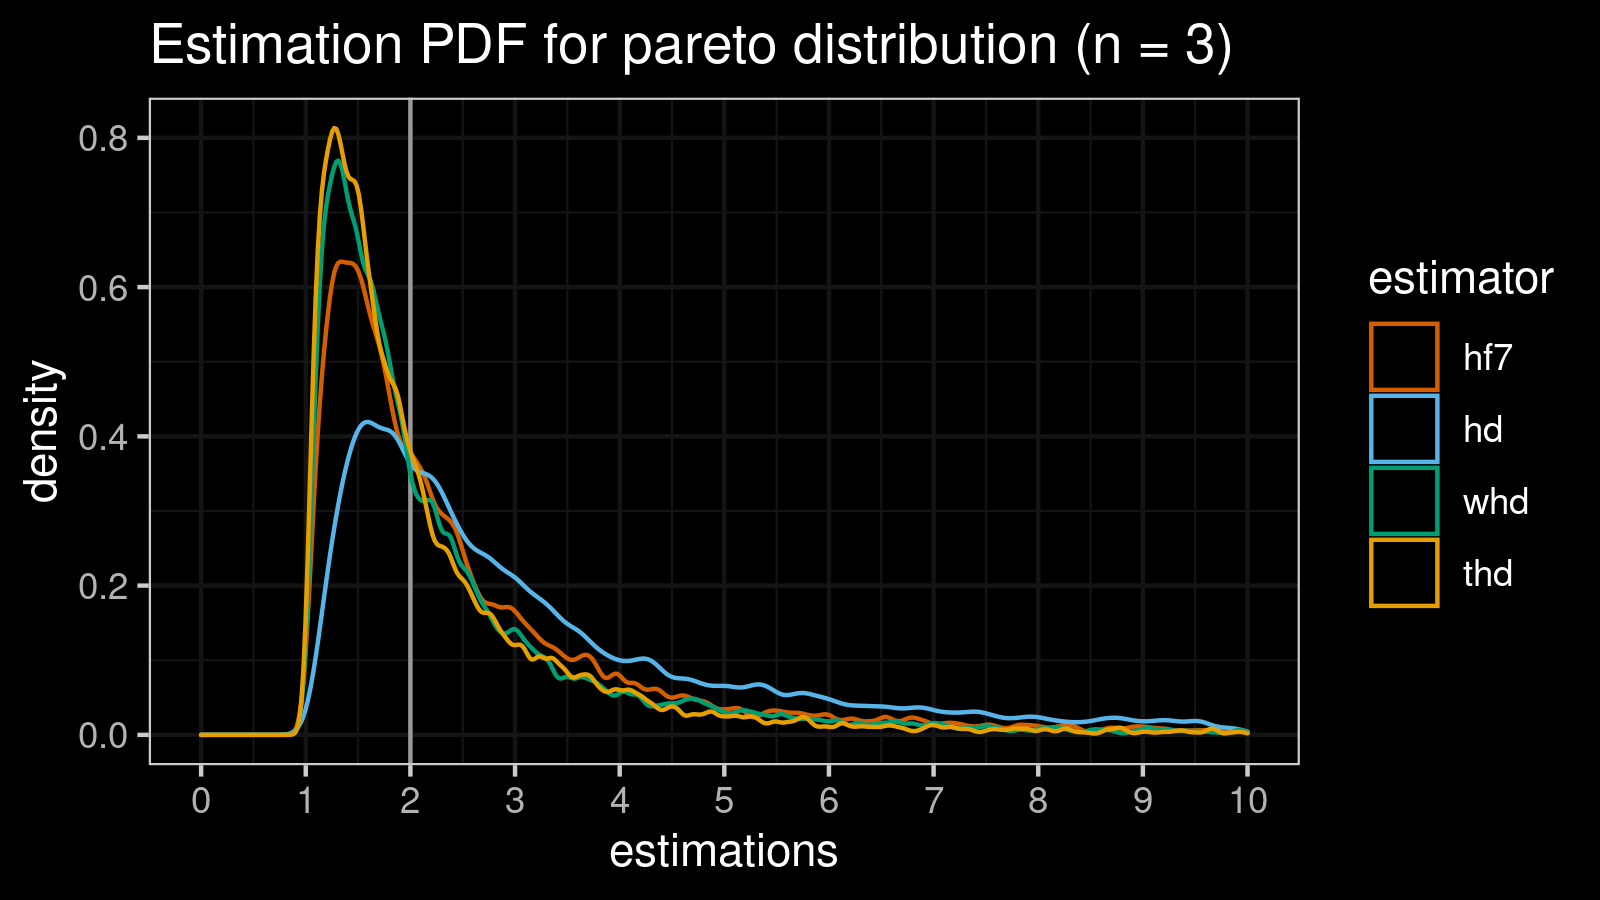 Estimation PDF for pareto distribution (n = 3)
density
0.8
0.6
0.4
0.2
0.0
0 1 2 3 4 5 6 7 8 9 10
estimations
estimator
hf7
hd
whd
thd